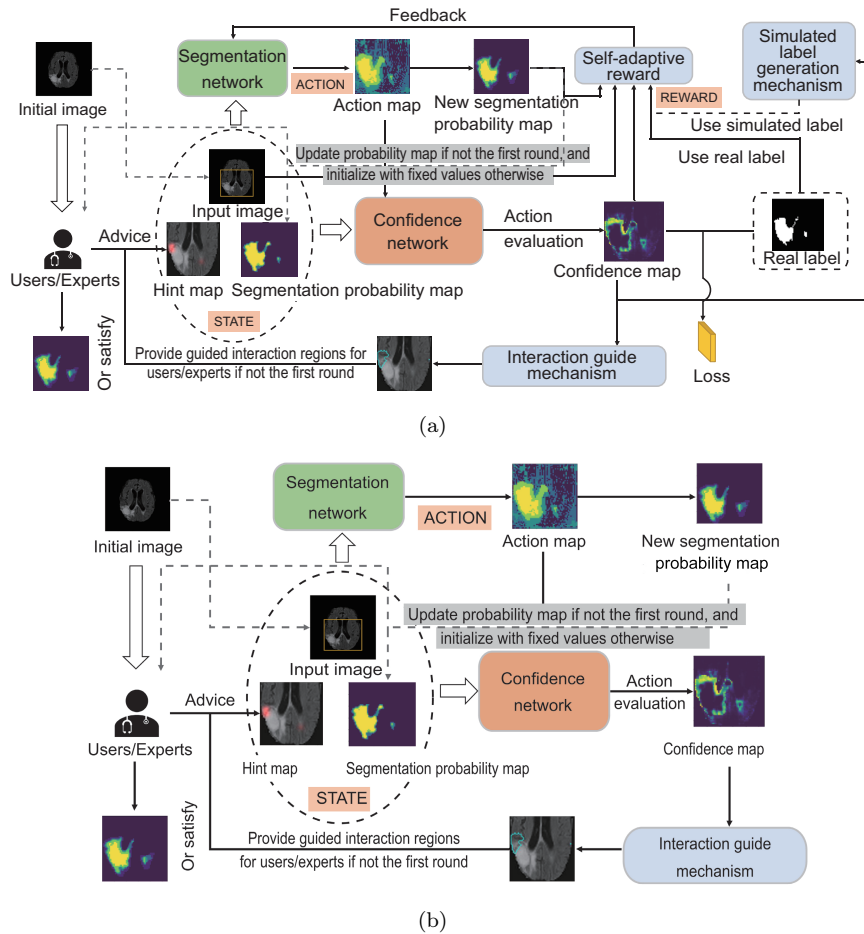 Feedback
Segmentation
network
ACTION
Action map
New segmentation
probability map
Self-adaptive
reward
Simulated
label
generation
mechanism
REWARD
Use simulated label
Use real label
Initial image
Update probability map if not the first round, and
initialize with fixed values otherwise
Input image
Confidence
network
Action
evaluation
Confidence map
Real label
Advice
Users/Experts
Hint map
Segmentation probability map
STATE
Or satisfy
Provide guided interaction regions for
users/experts if not the first round
Interaction guide
mechanism
Loss
(a)
Segmentation
network
ACTION
Action map
New segmentation
probability map
Initial image
Update probability map if not the first round, and
initialize with fixed values otherwise
Input image
Confidence
network
Action
evaluation
Confidence map
Advice
Users/Experts
Hint map
Segmentation probability map
STATE
Or satisfy
Provide guided interaction regions
for users/experts if not the first round
Interaction guide
mechanism
(b)